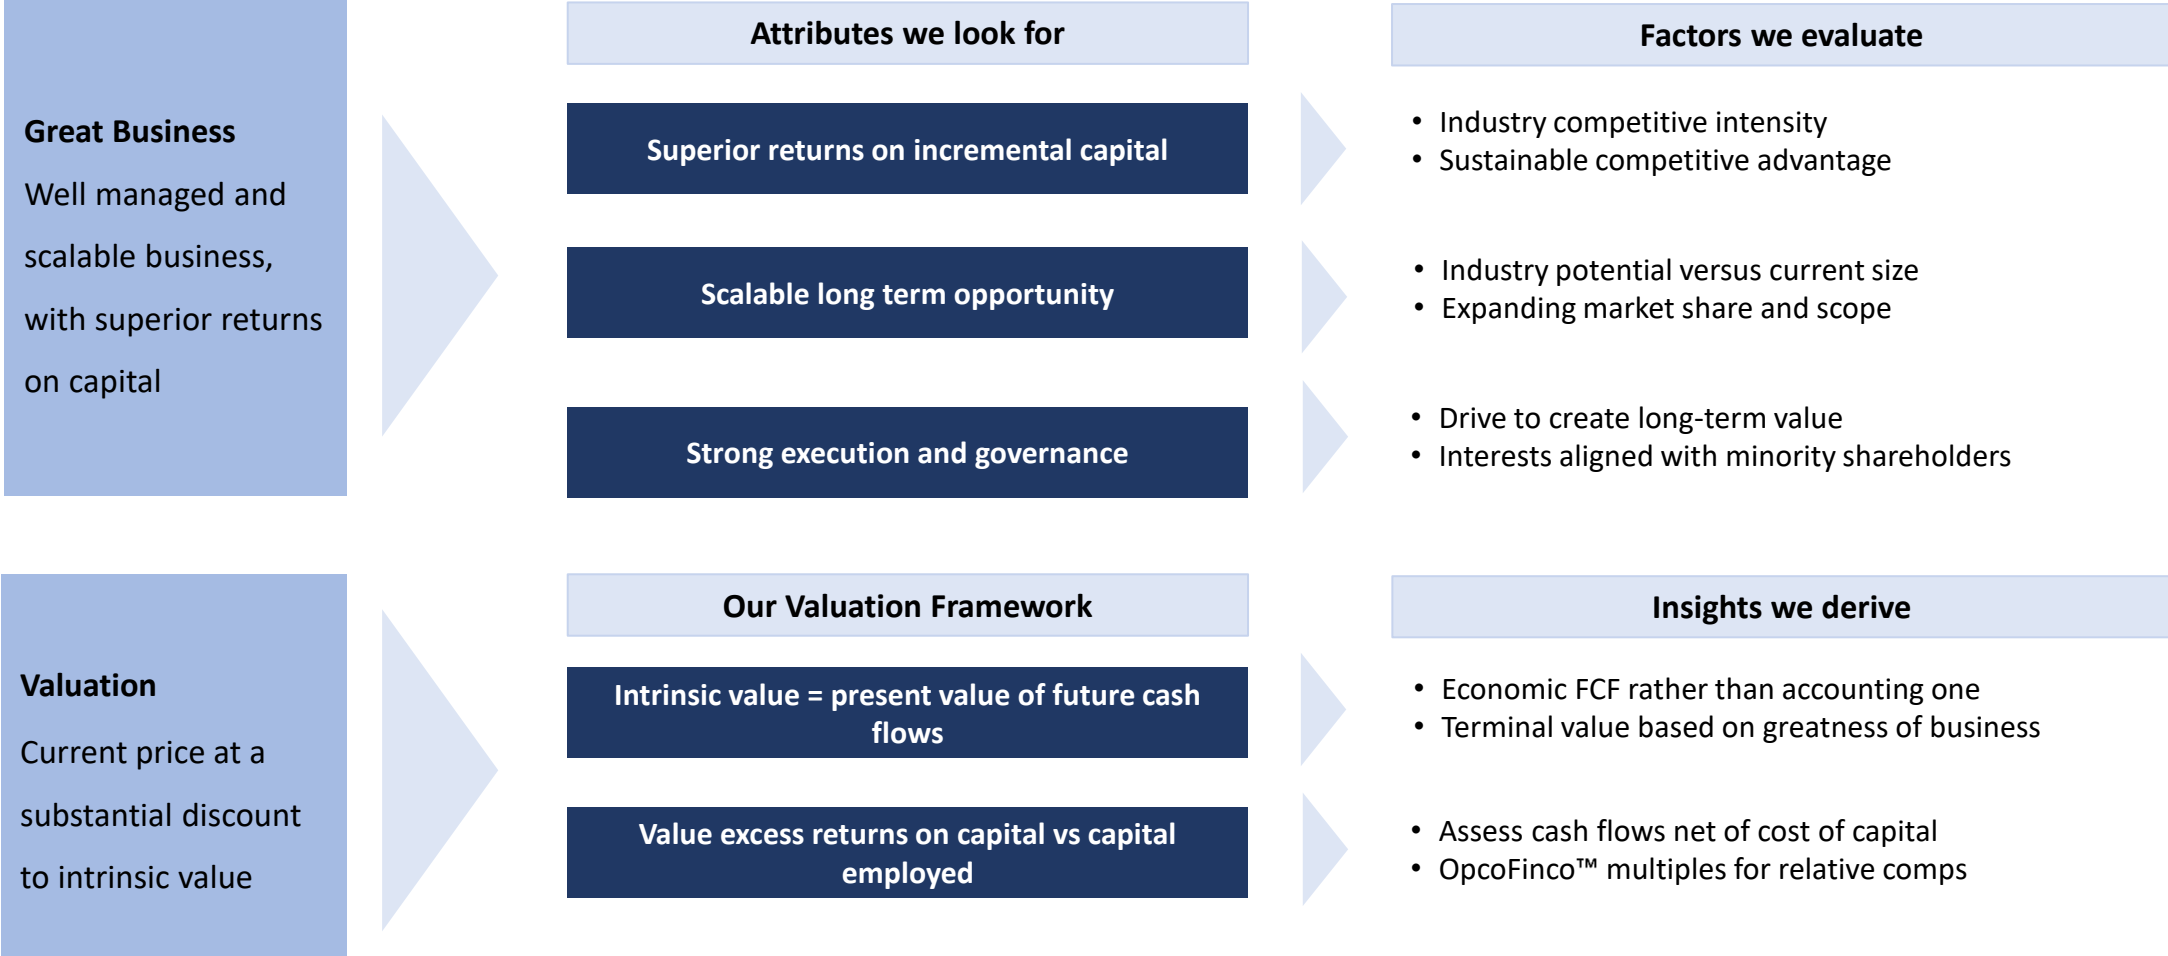 Great Business
Well managed and
scalable business,
with superior returns
on capital
Attributes we look for
Superior returns on incremental capital
Scalable long term opportunity
Strong execution and governance
Factors we evaluate
• Industry competitive intensity
• Sustainable competitive advantage
• Industry potential versus current size
• Expanding market share and scope
• Drive to create long-term value
• Interests aligned with minority shareholders
Valuation
Current price at a
substantial discount
to intrinsic value
Our Valuation Framework
Intrinsic value = present value of future cash
flows
Value excess returns on capital vs capital
employed
Insights we derive
• Economic FCF rather than accounting one
• Terminal value based on greatness of business
• Assess cash flows net of cost of capital
• OpcoFinco™ multiples for relative comps